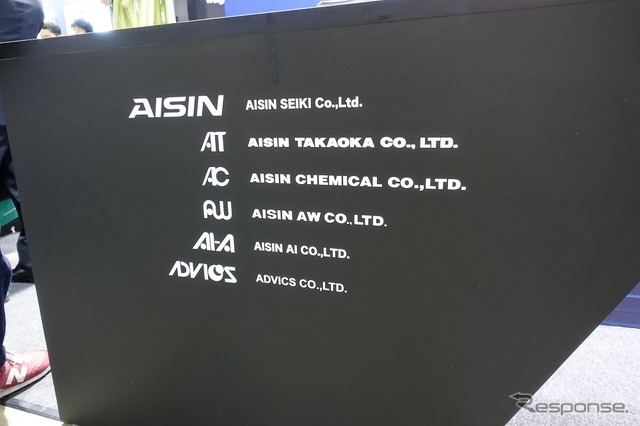 AISIN AISIN SEIKI Co.,Ltd.
AT AISIN TAKAOKA CO., LTD.
AC AISIN CHEMICAL CO.,LTD.
AW AISIN AW CO.,LTD.
AI-A AISIN AI CO.,LTD.
ADVICS ADVICS CO.,LTD.
N
Response.